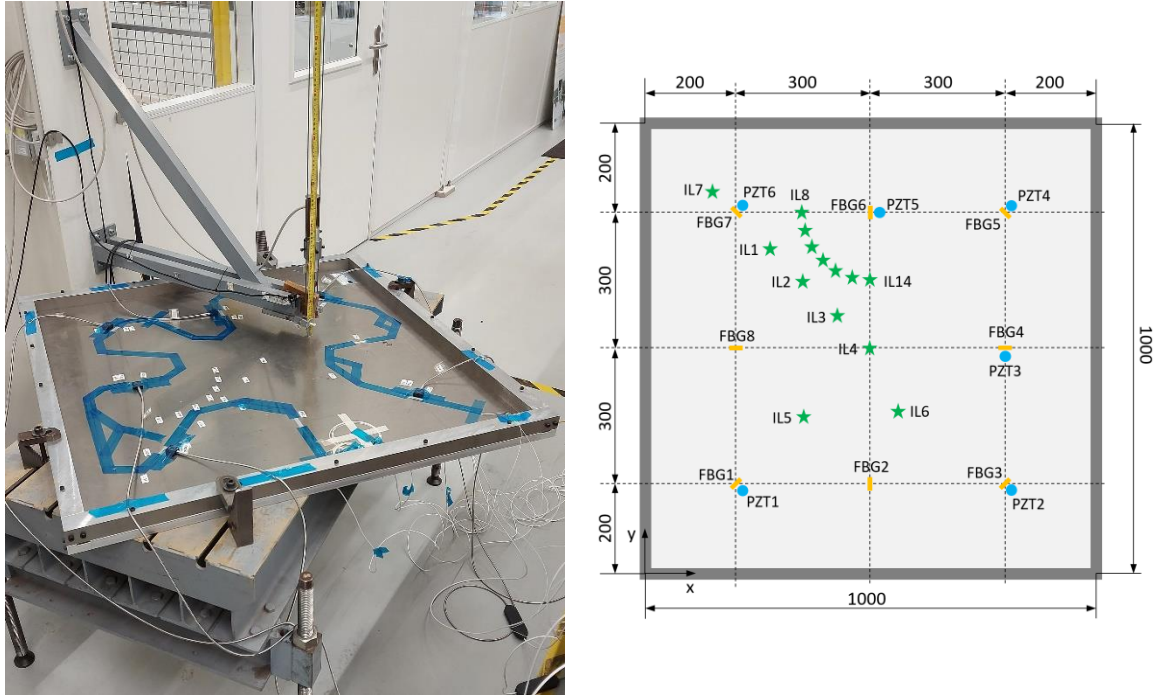 200 300 300 200
200
300
300
200
1000
1000
IL7
PZT6
IL8
FBG6
PZT5
PZT4
FBG7
FBG5
IL1
IL2
IL14
IL3
FBG8
FBG4
IL4
PZT3
IL5
IL6
FBG1
FBG2
FBG3
PZT1
PZT2
y
x